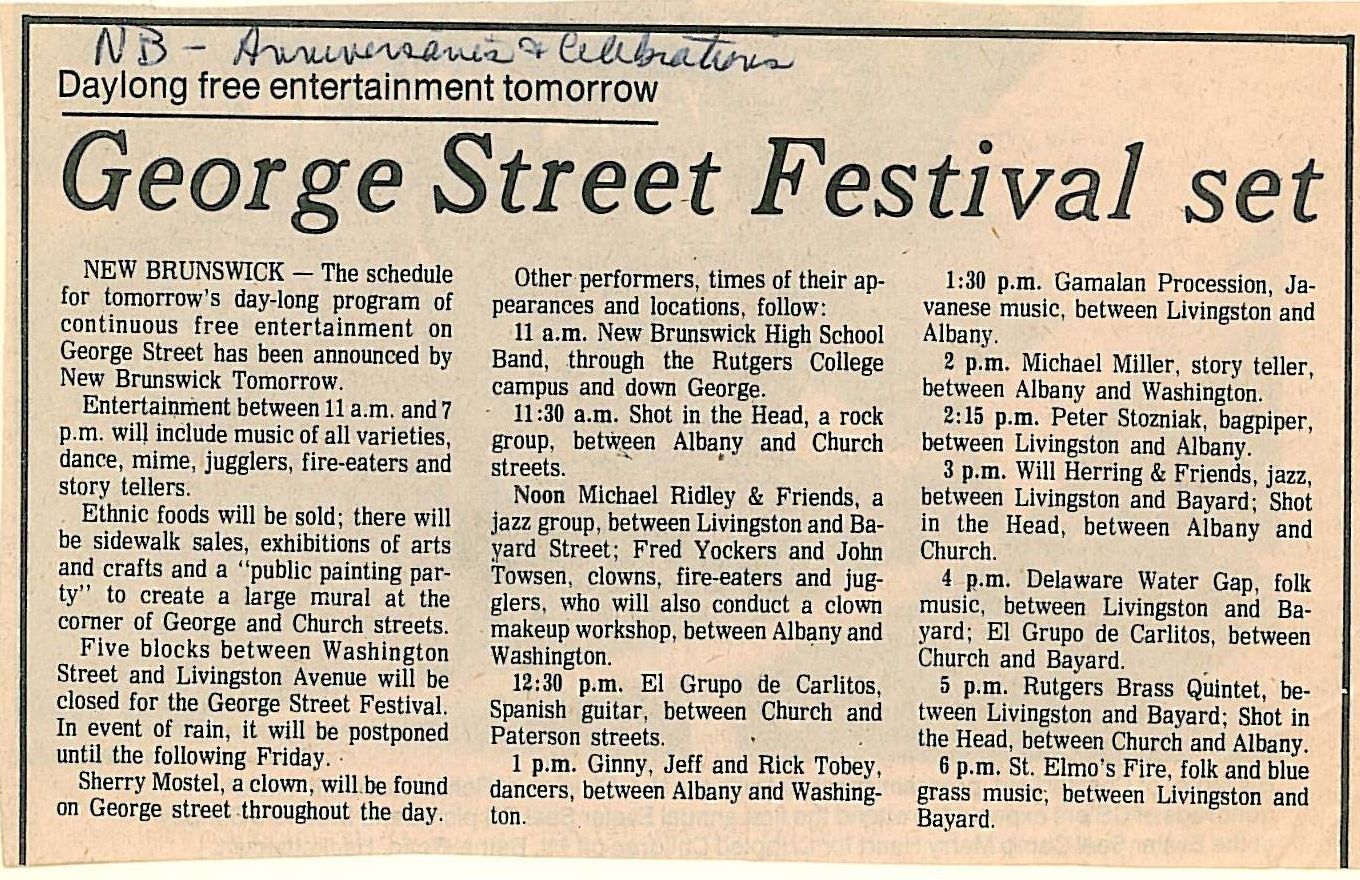 NB - Anniversaries & Celebrations
Daylong free entertainment tomorrow
George Street Festival set
NEW BRUNSWICK — The schedule
for tomorrow's day-long program of
continuous free entertainment on
George Street has been announced by
New Brunswick Tomorrow.
Entertainment between 11 a.m. and 7
p.m. will include music of all varieties,
dance, mime, jugglers, fire-eaters and
story tellers.
Ethnic foods will be sold; there will
be sidewalk sales, exhibitions of arts
and crafts and a "public painting par-
ty" to create a large mural at the
corner of George and Church streets.
Five blocks between Washington
Street and Livingston Avenue will be
closed for the George Street Festival.
In event of rain, it will be postponed
until the following Friday.
Sherry Mostel, a clown, will be found
on George street throughout the day.
Other performers, times of their ap-
pearances and locations, follow:
11 a.m. New Brunswick High School
Band, through the Rutgers College
campus and down George.
11:30 a.m. Shot in the Head, a rock
group, between Albany and Church
streets.
Noon Michael Ridley & Friends, a
jazz group, between Livingston and Ba-
yard Street; Fred Yockers and John
Towsen, clowns, fire-eaters and jug-
glers, who will also conduct a clown
makeup workshop, between Albany and
Washington.
12:30 p.m. El Grupo de Carlitos,
Spanish guitar, between Church and
Paterson streets.
1 p.m. Ginny, Jeff and Rick Tobey,
dancers, between Albany and Washing-
ton.
1:30 p.m. Gamalan Procession, Ja-
vanese music, between Livingston and
Albany.
2 p.m. Michael Miller, story teller,
between Albany and Washington.
2:15 p.m. Peter Stozniak, bagpiper,
between Livingston and Albany.
3 p.m. Will Herring & Friends, jazz,
between Livingston and Bayard; Shot
in the Head, between Albany and
Church.
4 p.m. Delaware Water Gap, folk
music, between Livingston and Ba-
yard; El Grupo de Carlitos, between
Church and Bayard.
5 p.m. Rutgers Brass Quintet, be-
tween Livingston and Bayard; Shot in
the Head, between Church and Albany.
6 p.m. St. Elmo's Fire, folk and blue
grass music, between Livingston and
Bayard.